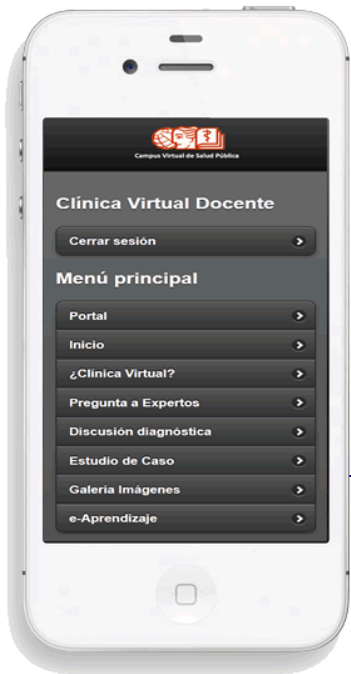 Campus Virtual de Salud Pública
Clínica Virtual Docente
Cerrar sesión
Menú principal
Portal
Inicio
¿Clínica Virtual?
Pregunta a Expertos
Discusión diagnóstica
Estudio de Caso
Galería Imágenes
e-Aprendizaje